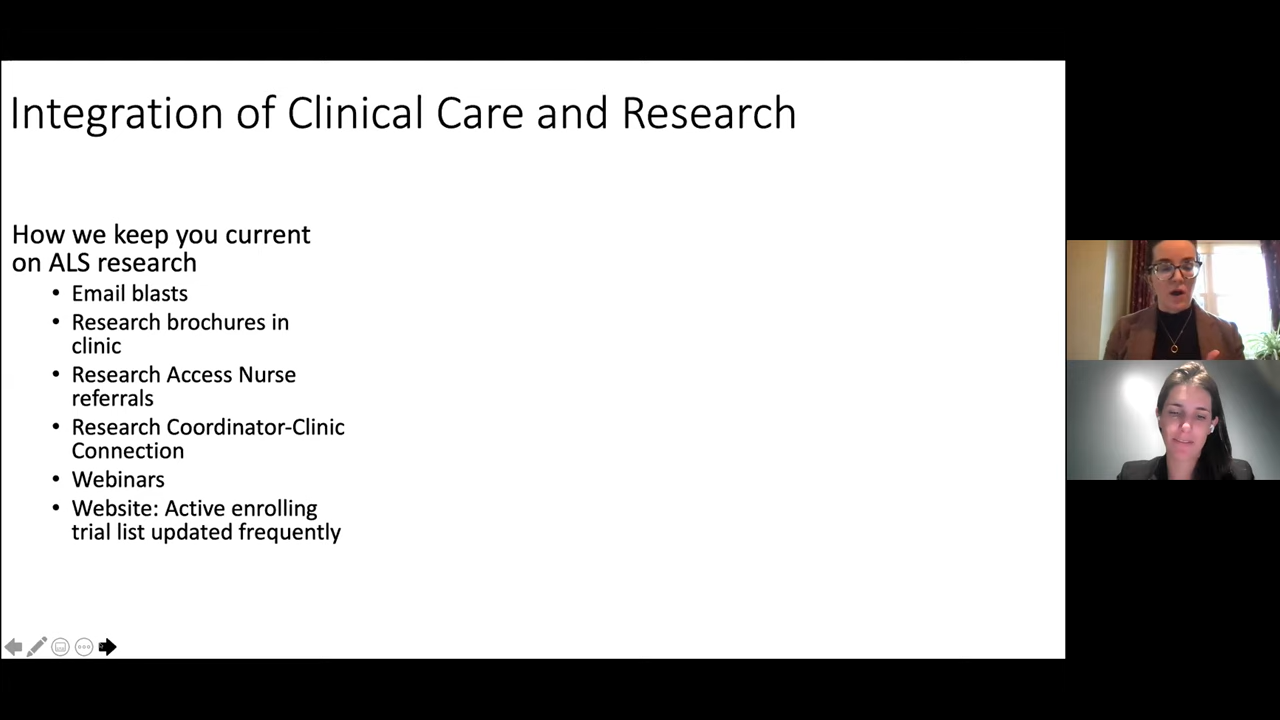 Integration of Clinical Care and Research
How we keep you current
on ALS research
• Email blasts
• Research brochures in
clinic
• Research Access Nurse
referrals
• Research Coordinator-Clinic
Connection
• Webinars
• Website: Active enrolling
trial list updated frequently